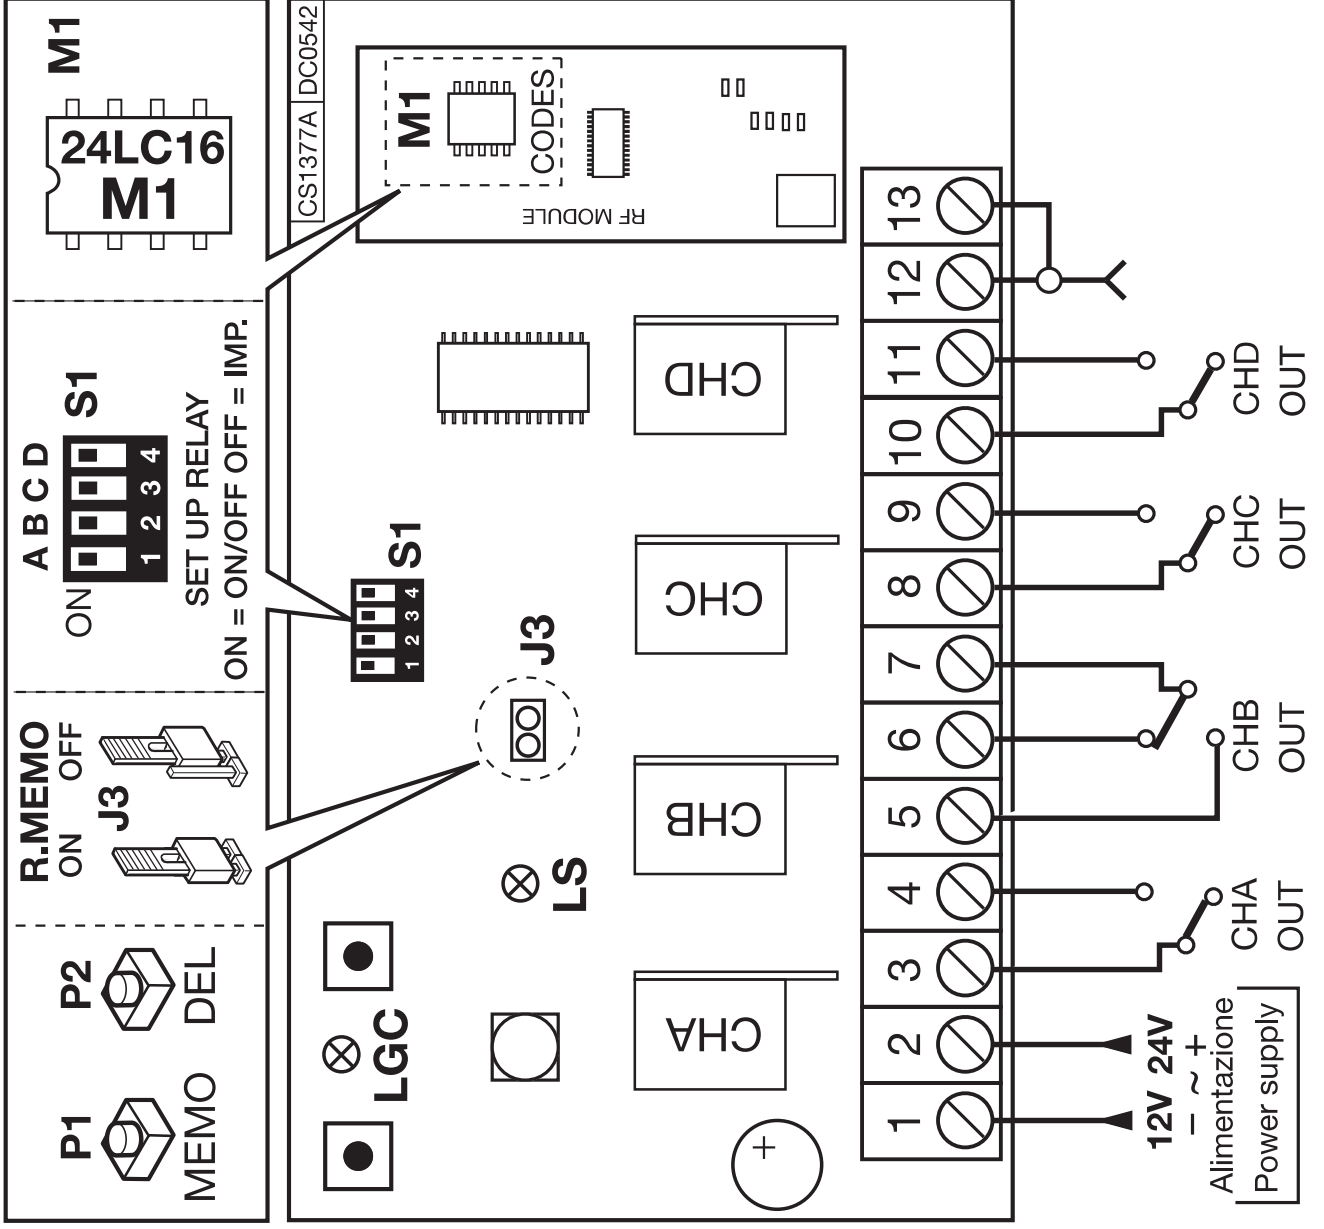 P1
MEMO
P2
DEL
R.MEMO
ON OFF
J3
A B C D
ON
1 2 3 4
S1
SET UP RELAY
ON = ON/OFF OFF = IMP.
24LC16
M1
M1
CS1377A DC0542
LGC
LS
J3
1 2 3 4
S1
M1
CODES
RF MODULE
CHA
CHB
CHC
CHD
1 2 3 4 5 6 7 8 9 10 11 12 13
12V 24V
– ~ +
Alimentazione
Power supply
CHA
OUT
CHB
OUT
CHC
OUT
CHD
OUT